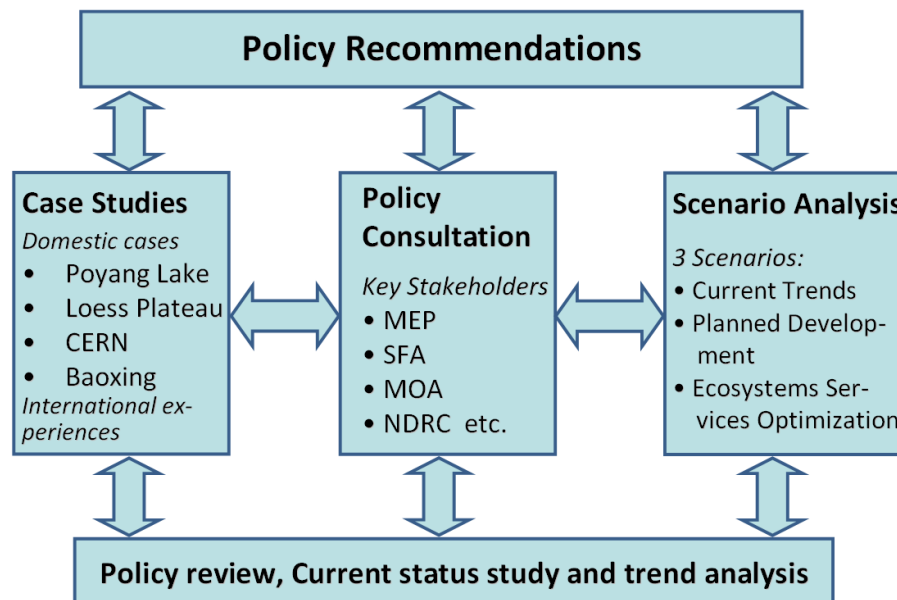 Policy Recommendations
Case Studies
Domestic cases
• Poyang Lake
• Loess Plateau
• CERN
• Baoxing
International ex-
periences
Policy
Consultation
Key Stakeholders
• MEP
• SFA
• MOA
• NDRC etc.
Scenario Analysis
3 Scenarios:
• Current Trends
• Planned Develop-
ment
• Ecosystems Ser-
vices Optimization
Policy review, Current status study and trend analysis